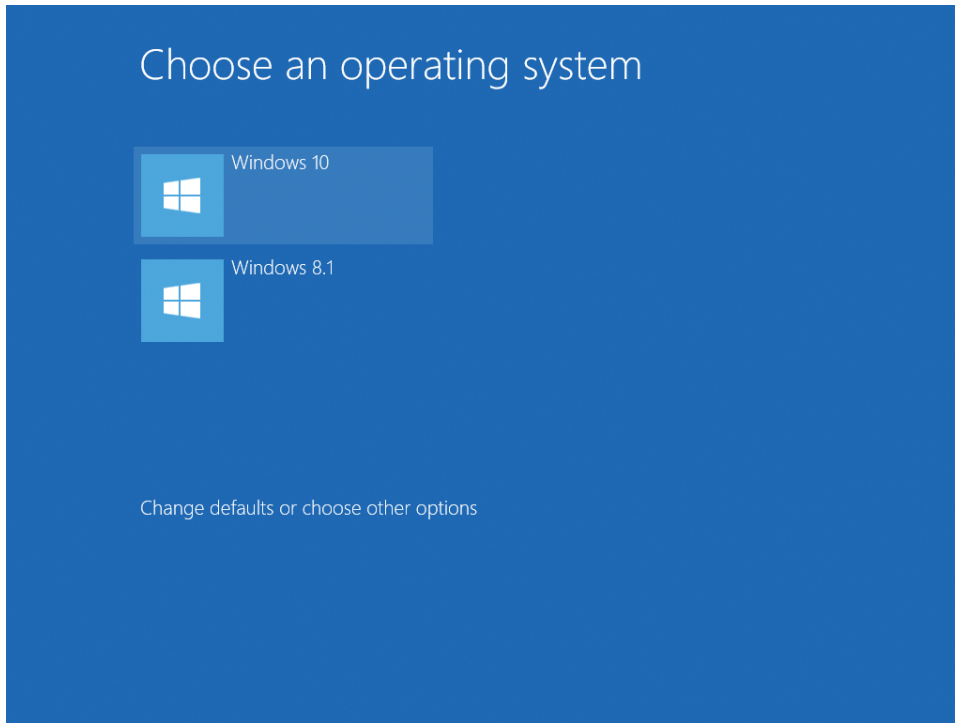 Choose an operating system
Windows 10
Windows 8.1
Change defaults or choose other options